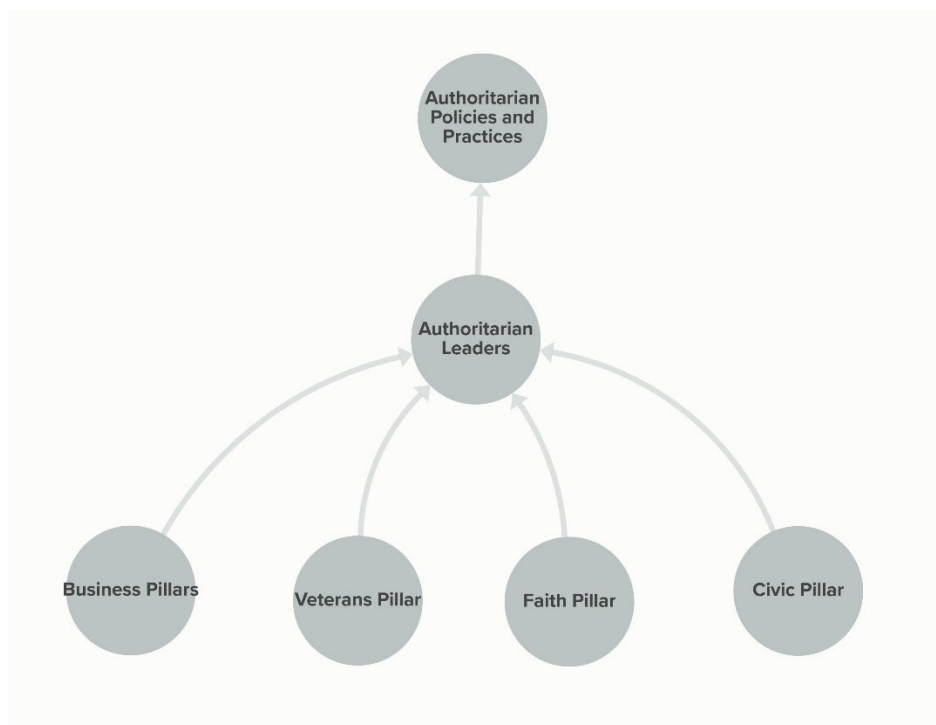 Authoritarian
Policies and
Practices
Authoritarian
Leaders
Business Pillars
Veterans Pillar
Faith Pillar
Civic Pillar